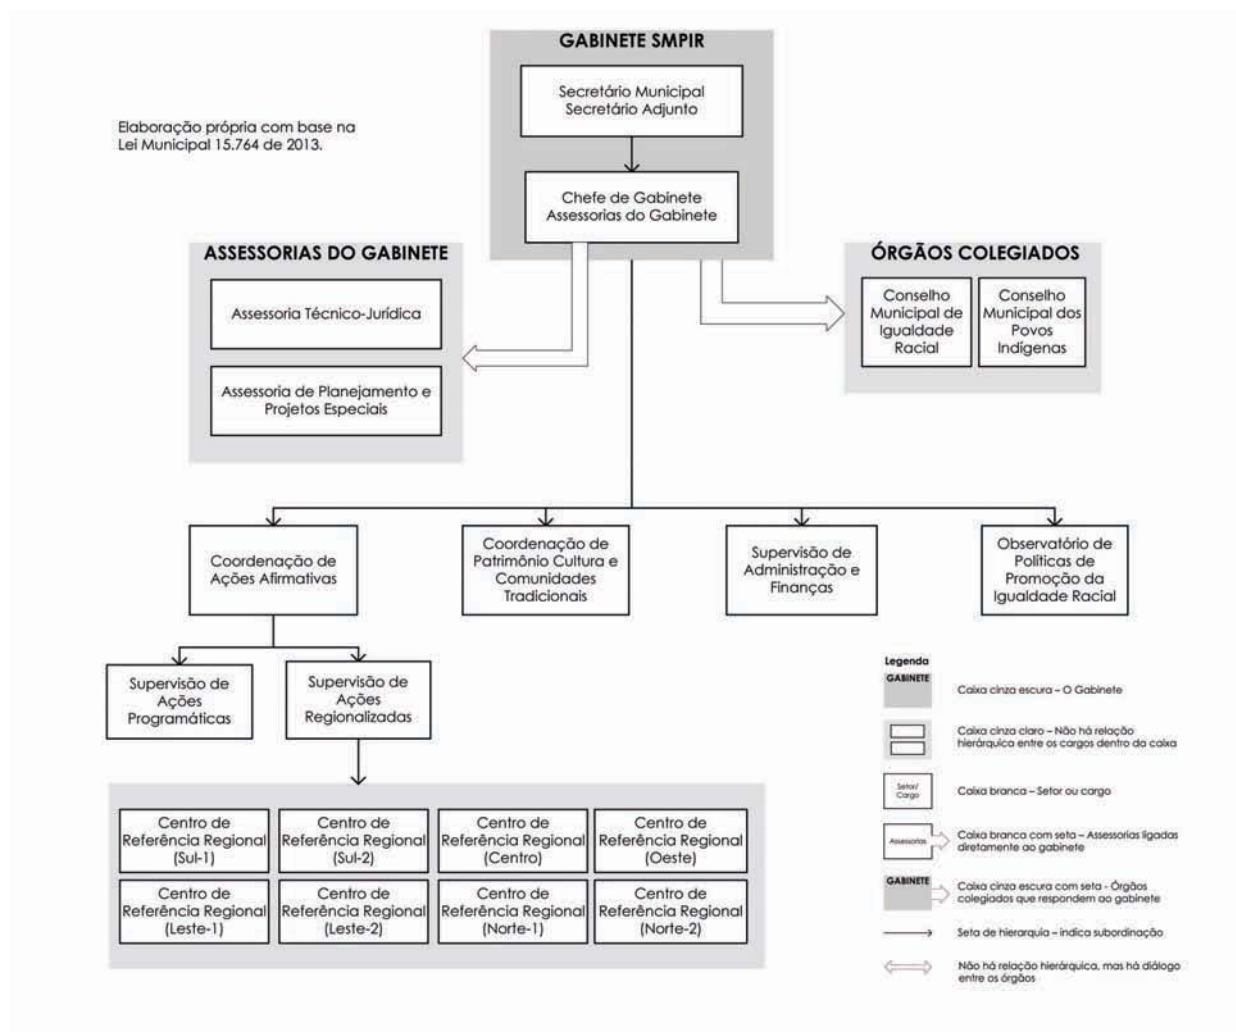 GABINETE SMPIR
Secretário Municipal
Secretário Adjunto
Elaboração própria com base na
Lei Municipal 15.764 de 2013.
Chefe de Gabinete
Assessorias do Gabinete
ASSESSORIAS DO GABINETE
Assessoria Técnico-Jurídica
Assessoria de Planejamento e
Projetos Especiais
ÓRGÃOS COLEGIADOS
Conselho
Municipal de
Igualdade
Racial
Conselho
Municipal dos
Povos
Indígenas
Coordenação de
Ações Afirmativas
Coordenação de
Patrimônio Cultura e
Comunidades
Tradicionais
Supervisão de
Administração e
Finanças
Observatório de
Políticas de
Promoção da
Igualdade Racial
Supervisão de
Ações
Programáticas
Supervisão de
Ações
Regionalizadas
Centro de
Referência Regional
(Sul-1)
Centro de
Referência Regional
(Sul-2)
Centro de
Referência Regional
(Centro)
Centro de
Referência Regional
(Oeste)
Centro de
Referência Regional
(Leste-1)
Centro de
Referência Regional
(Leste-2)
Centro de
Referência Regional
(Norte-1)
Centro de
Referência Regional
(Norte-2)
Legenda
GABINETE
Caixa cinza escura – O Gabinete
Caixa cinza claro – Não há relação
hierárquica entre os cargos dentro da caixa
Setor/
Cargo
Caixa branca – Setor ou cargo
Assessorias
Caixa branca com seta – Assessorias ligadas
diretamente ao gabinete
GABINETE
Caixa cinza escura com seta - Órgãos
colegiados que respondem ao gabinete
Seta de hierarquia – indica subordinação
Não há relação hierárquica, mas há diálogo
entre os órgãos